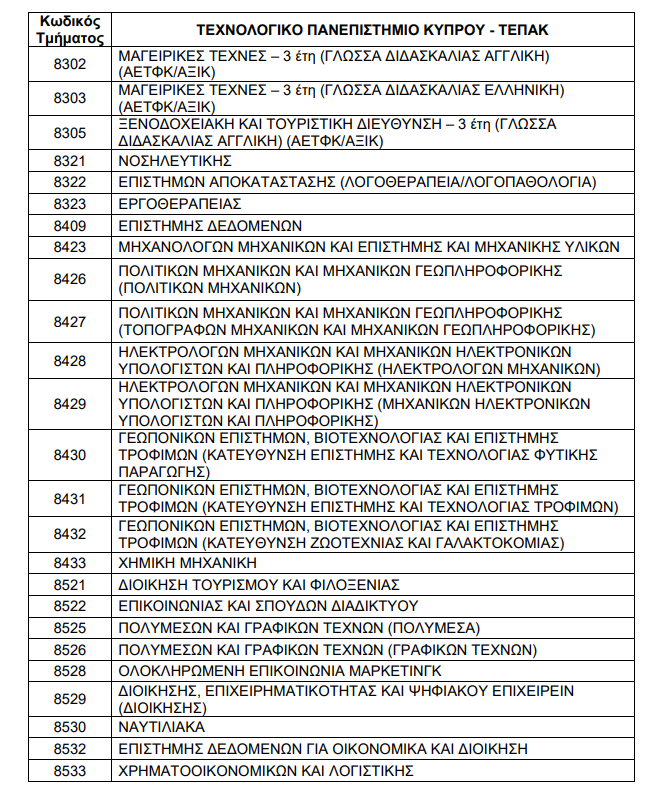 Κωδικός
Τμήματος
ΤΕΧΝΟΛΟΓΙΚΟ ΠΑΝΕΠΙΣΤΗΜΙΟ ΚΥΠΡΟΥ - ΤΕΠΑΚ
8302
ΜΑΓΕΙΡΙΚΕΣ ΤΕΧΝΕΣ – 3 έτη (ΓΛΩΣΣΑ ΔΙΔΑΣΚΑΛΙΑΣ ΑΓΓΛΙΚΗ)
(ΑΕΤΦΚ/ΑΞΙΚ)
8303
ΜΑΓΕΙΡΙΚΕΣ ΤΕΧΝΕΣ – 3 έτη (ΓΛΩΣΣΑ ΔΙΔΑΣΚΑΛΙΑΣ ΕΛΛΗΝΙΚΗ)
(ΑΕΤΦΚ/ΑΞΙΚ)
8305
ΞΕΝΟΔΟΧΕΙΑΚΗ ΚΑΙ ΤΟΥΡΙΣΤΙΚΗ ΔΙΕΥΘΥΝΣΗ – 3 έτη (ΓΛΩΣΣΑ
ΔΙΔΑΣΚΑΛΙΑΣ ΑΓΓΛΙΚΗ) (ΑΕΤΦΚ/ΑΞΙΚ)
8321 ΝΟΣΗΛΕΥΤΙΚΗΣ
8322 ΕΠΙΣΤΗΜΩΝ ΑΠΟΚΑΤΑΣΤΑΣΗΣ (ΛΟΓΟΘΕΡΑΠΕΙΑ/ΛΟΓΟΠΑΘΟΛΟΓΙΑ)
8323 ΕΡΓΟΘΕΡΑΠΕΙΑΣ
8409 ΕΠΙΣΤΗΜΗΣ ΔΕΔΟΜΕΝΩΝ
8423 ΜΗΧΑΝΟΛΟΓΩΝ ΜΗΧΑΝΙΚΩΝ ΚΑΙ ΕΠΙΣΤΗΜΗΣ ΚΑΙ ΜΗΧΑΝΙΚΗΣ ΥΛΙΚΩΝ
8426
ΠΟΛΙΤΙΚΩΝ ΜΗΧΑΝΙΚΩΝ ΚΑΙ ΜΗΧΑΝΙΚΩΝ ΓΕΩΠΛΗΡΟΦΟΡΙΚΗΣ
(ΠΟΛΙΤΙΚΩΝ ΜΗΧΑΝΙΚΩΝ)
8427
ΠΟΛΙΤΙΚΩΝ ΜΗΧΑΝΙΚΩΝ ΚΑΙ ΜΗΧΑΝΙΚΩΝ ΓΕΩΠΛΗΡΟΦΟΡΙΚΗΣ
(ΤΟΠΟΓΡΑΦΩΝ ΜΗΧΑΝΙΚΩΝ ΚΑΙ ΜΗΧΑΝΙΚΩΝ ΓΕΩΠΛΗΡΟΦΟΡΙΚΗΣ)
8428
ΗΛΕΚΤΡΟΛΟΓΩΝ ΜΗΧΑΝΙΚΩΝ ΚΑΙ ΜΗΧΑΝΙΚΩΝ ΗΛΕΚΤΡΟΝΙΚΩΝ
ΥΠΟΛΟΓΙΣΤΩΝ ΚΑΙ ΠΛΗΡΟΦΟΡΙΚΗΣ (ΗΛΕΚΤΡΟΛΟΓΩΝ ΜΗΧΑΝΙΚΩΝ)
8429
ΗΛΕΚΤΡΟΛΟΓΩΝ ΜΗΧΑΝΙΚΩΝ ΚΑΙ ΜΗΧΑΝΙΚΩΝ ΗΛΕΚΤΡΟΝΙΚΩΝ
ΥΠΟΛΟΓΙΣΤΩΝ ΚΑΙ ΠΛΗΡΟΦΟΡΙΚΗΣ (ΜΗΧΑΝΙΚΩΝ ΗΛΕΚΤΡΟΝΙΚΩΝ
ΥΠΟΛΟΓΙΣΤΩΝ ΚΑΙ ΠΛΗΡΟΦΟΡΙΚΗΣ)
8430
ΓΕΩΠΟΝΙΚΩΝ ΕΠΙΣΤΗΜΩΝ, ΒΙΟΤΕΧΝΟΛΟΓΙΑΣ ΚΑΙ ΕΠΙΣΤΗΜΗΣ
ΤΡΟΦΙΜΩΝ (ΚΑΤΕΥΘΥΝΣΗ ΕΠΙΣΤΗΜΗΣ ΚΑΙ ΤΕΧΝΟΛΟΓΙΑΣ ΦΥΤΙΚΗΣ
ΠΑΡΑΓΩΓΗΣ)
8431
ΓΕΩΠΟΝΙΚΩΝ ΕΠΙΣΤΗΜΩΝ, ΒΙΟΤΕΧΝΟΛΟΓΙΑΣ ΚΑΙ ΕΠΙΣΤΗΜΗΣ
ΤΡΟΦΙΜΩΝ (ΚΑΤΕΥΘΥΝΣΗ ΕΠΙΣΤΗΜΗΣ ΚΑΙ ΤΕΧΝΟΛΟΓΙΑΣ ΤΡΟΦΙΜΩΝ)
8432
ΓΕΩΠΟΝΙΚΩΝ ΕΠΙΣΤΗΜΩΝ, ΒΙΟΤΕΧΝΟΛΟΓΙΑΣ ΚΑΙ ΕΠΙΣΤΗΜΗΣ
ΤΡΟΦΙΜΩΝ (ΚΑΤΕΥΘΥΝΣΗ ΖΩΟΤΕΧΝΙΑΣ ΚΑΙ ΓΑΛΑΚΤΟΚΟΜΙΑΣ)
8433 ΧΗΜΙΚΗ ΜΗΧΑΝΙΚΗ
8521 ΔΙΟΙΚΗΣΗ ΤΟΥΡΙΣΜΟΥ ΚΑΙ ΦΙΛΟΞΕΝΙΑΣ
8522 ΕΠΙΚΟΙΝΩΝΙΑΣ ΚΑΙ ΣΠΟΥΔΩΝ ΔΙΑΔΙΚΤΥΟΥ
8525 ΠΟΛΥΜΕΣΩΝ ΚΑΙ ΓΡΑΦΙΚΩΝ ΤΕΧΝΩΝ (ΠΟΛΥΜΕΣΑ)
8526 ΠΟΛΥΜΕΣΩΝ ΚΑΙ ΓΡΑΦΙΚΩΝ ΤΕΧΝΩΝ (ΓΡΑΦΙΚΩΝ ΤΕΧΝΩΝ)
8528 ΟΛΟΚΛΗΡΩΜΕΝΗ ΕΠΙΚΟΙΝΩΝΙΑ ΜΑΡΚΕΤΙΝΓΚ
8529
ΔΙΟΙΚΗΣΗΣ, ΕΠΙΧΕΙΡΗΜΑΤΙΚΟΤΗΤΑΣ ΚΑΙ ΨΗΦΙΑΚΟΥ ΕΠΙΧΕΙΡΕΙΝ
(ΔΙΟΙΚΗΣΗΣ)
8530 ΝΑΥΤΙΛΙΑΚΑ
8532 ΕΠΙΣΤΗΜΗΣ ΔΕΔΟΜΕΝΩΝ ΓΙΑ ΟΙΚΟΝΟΜΙΚΑ ΚΑΙ ΔΙΟΙΚΗΣΗ
8533 ΧΡΗΜΑΤΟΟΙΚΟΝΟΜΙΚΩΝ ΚΑΙ ΛΟΓΙΣΤΙΚΗΣ